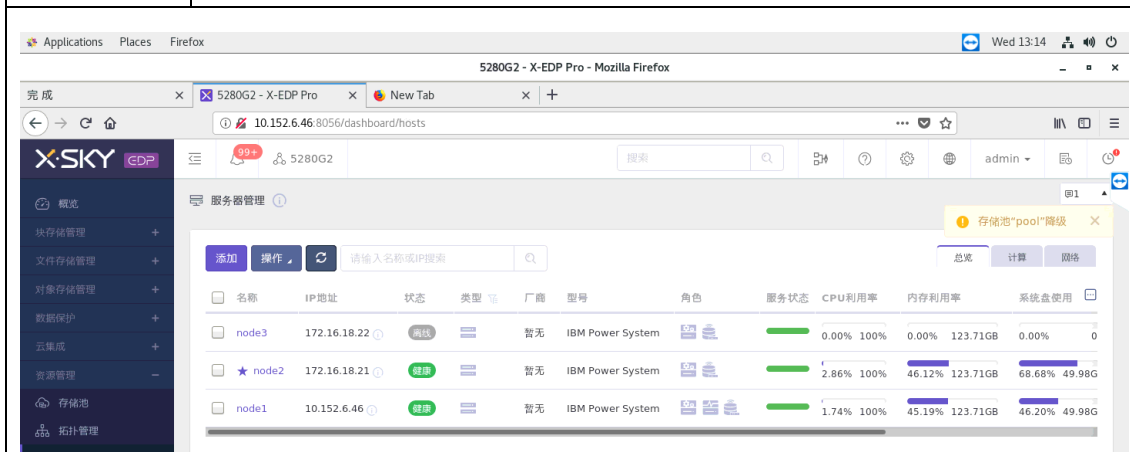 Applications Places Firefox Wed 13:14
5280G2 - X-EDP Pro - Mozilla Firefox
完成 5280G2 - X-EDP Pro New Tab
10.152.6.46:8056/dashboard/hosts
X·SKY EDP 99+ 5280G2 搜索 admin
概览 服务器管理 1
块存储管理 存储池"pool"降级
文件存储管理 添加 操作 请输入名称或IP搜索 总览 计算 网络
对象存储管理 名称 IP地址 状态 类型 厂商 型号 角色 服务状态 CPU利用率 内存利用率 系统盘使用
数据保护 node3 172.16.18.22 离线 暂无 IBM Power System 0.00% 100% 0.00% 123.71GB 0.00% 0
云集成
资源管理 node2 172.16.18.21 健康 暂无 IBM Power System 2.86% 100% 46.12% 123.71GB 68.68% 49.98G
存储池 node1 10.152.6.46 健康 暂无 IBM Power System 1.74% 100% 45.19% 123.71GB 46.20% 49.98G
拓扑管理